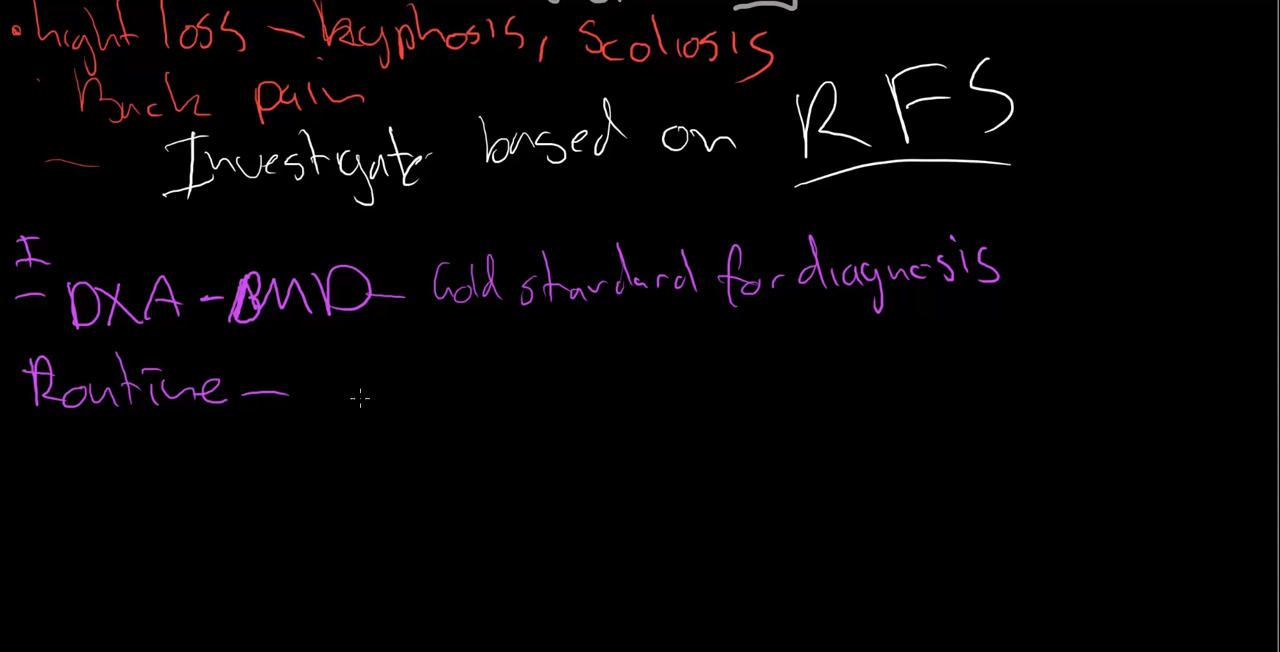 • hight loss - kyphosis, Scoliosis
· Back pain
Investigate based on RFS
I
- DXA - BMD - Gold standard for diagnosis
Routine -